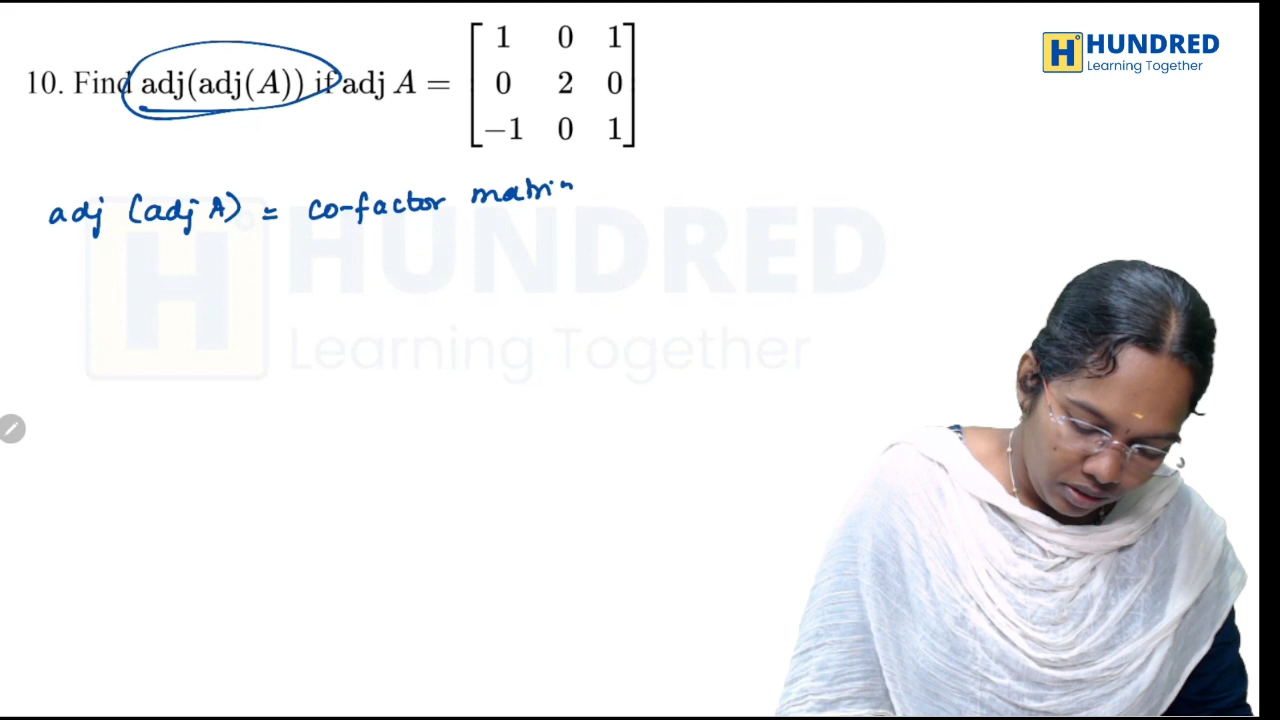 HUNDRED
Learning Together
10. Find adj(adj(A)) if adj A = [1 0 1
0 2 0
−1 0 1]
adj (adj A) = co-factor matrix
HUNDRED
Learning Together